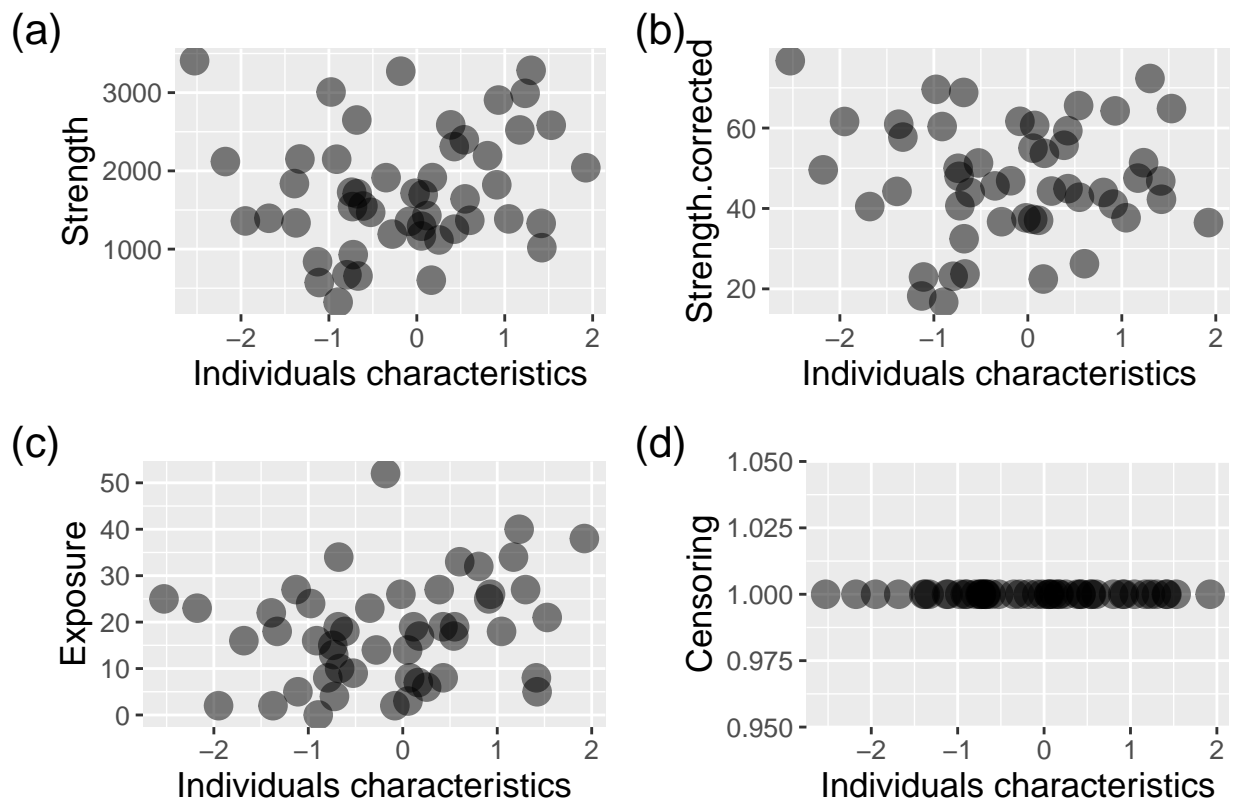 (a)
Strength
3000
2000
1000
−2 −1 0 1 2
Individuals characteristics
(b)
Strength.corrected
60
40
20
−2 −1 0 1 2
Individuals characteristics
(c)
Exposure
50
40
30
20
10
0
−2 −1 0 1 2
Individuals characteristics
(d)
Censoring
1.050
1.025
1.000
0.975
0.950
−2 −1 0 1 2
Individuals characteristics